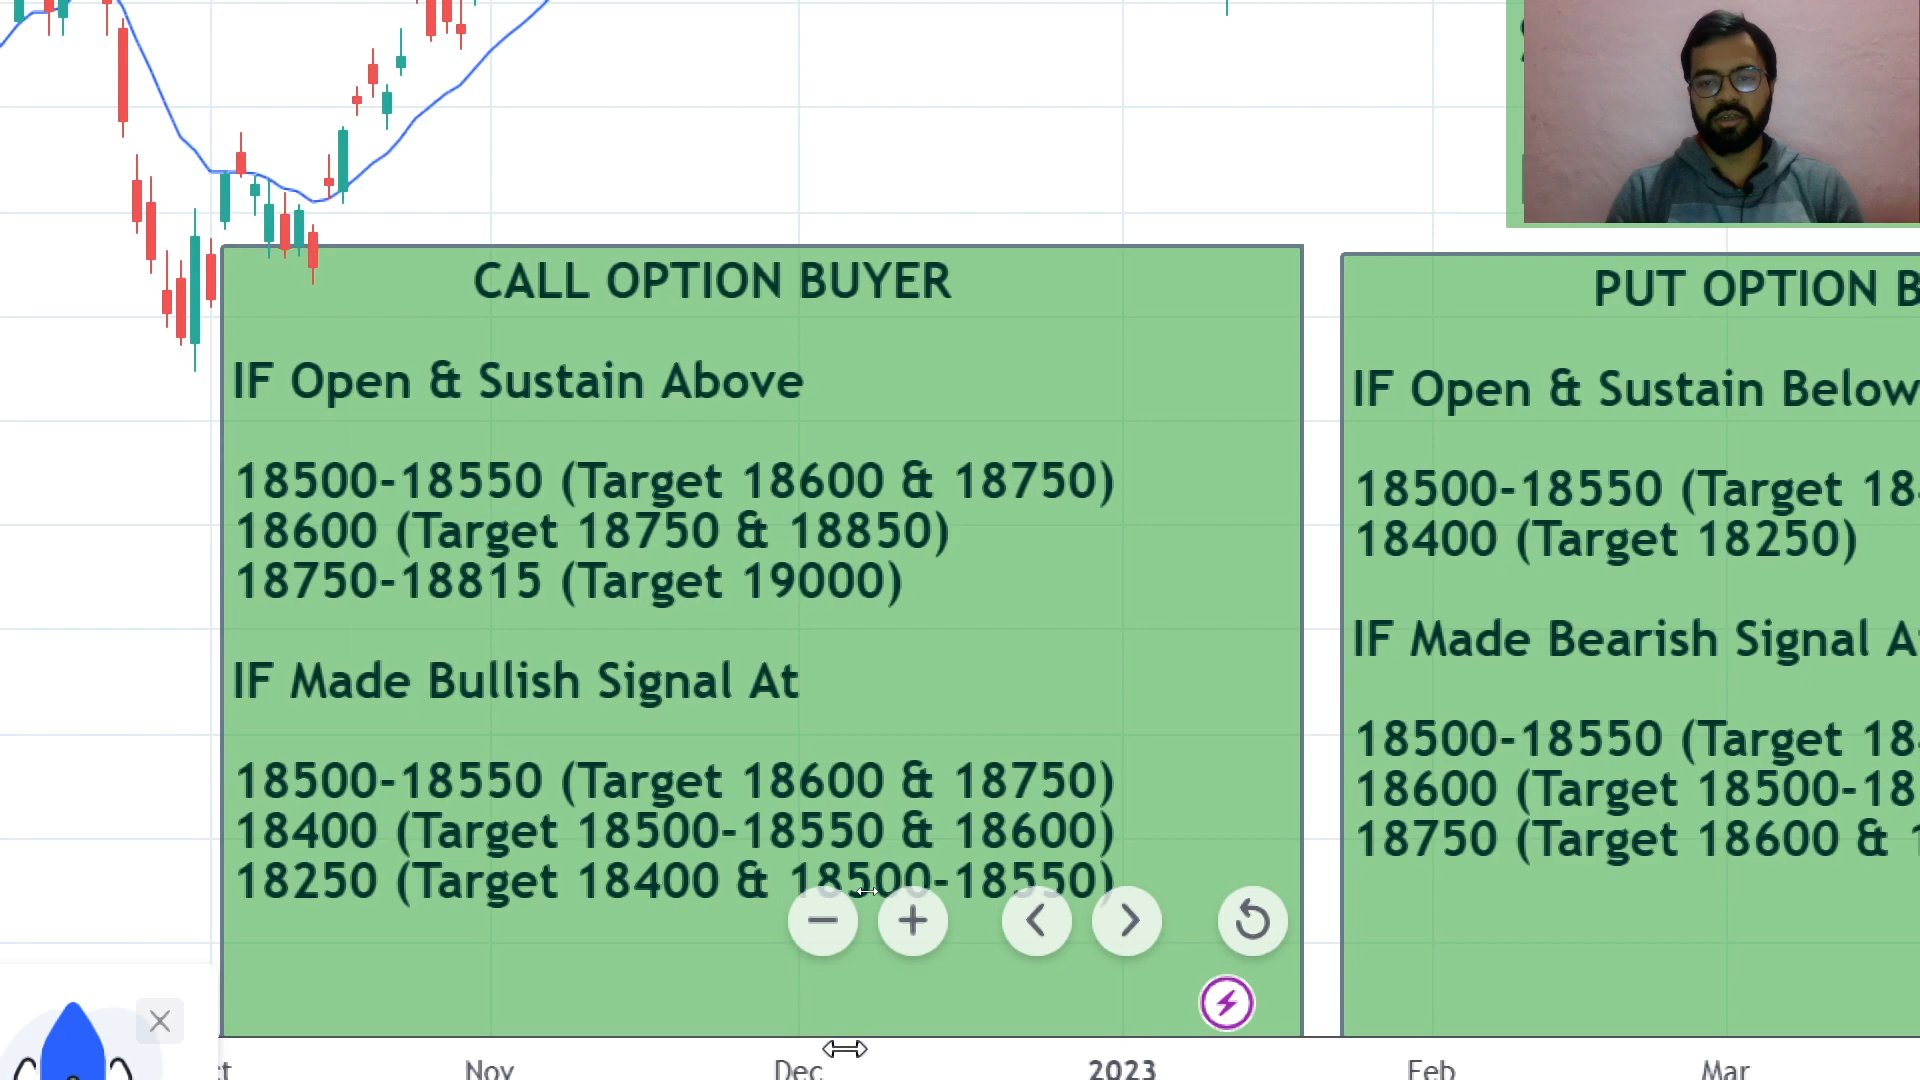 CALL OPTION BUYER
IF Open & Sustain Above
18500-18550 (Target 18600 & 18750)
18600 (Target 18750 & 18850)
18750-18815 (Target 19000)
IF Made Bullish Signal At
18500-18550 (Target 18600 & 18750)
18400 (Target 18500-18550 & 18600)
18250 (Target 18400 & 18500-18550)
PUT OPTION B
IF Open & Sustain Below
18500-18550 (Target 18
18400 (Target 18250)
IF Made Bearish Signal A
18500-18550 (Target 18
18600 (Target 18500-18
18750 (Target 18600 &
Nov Dec 2023 Feb Mar